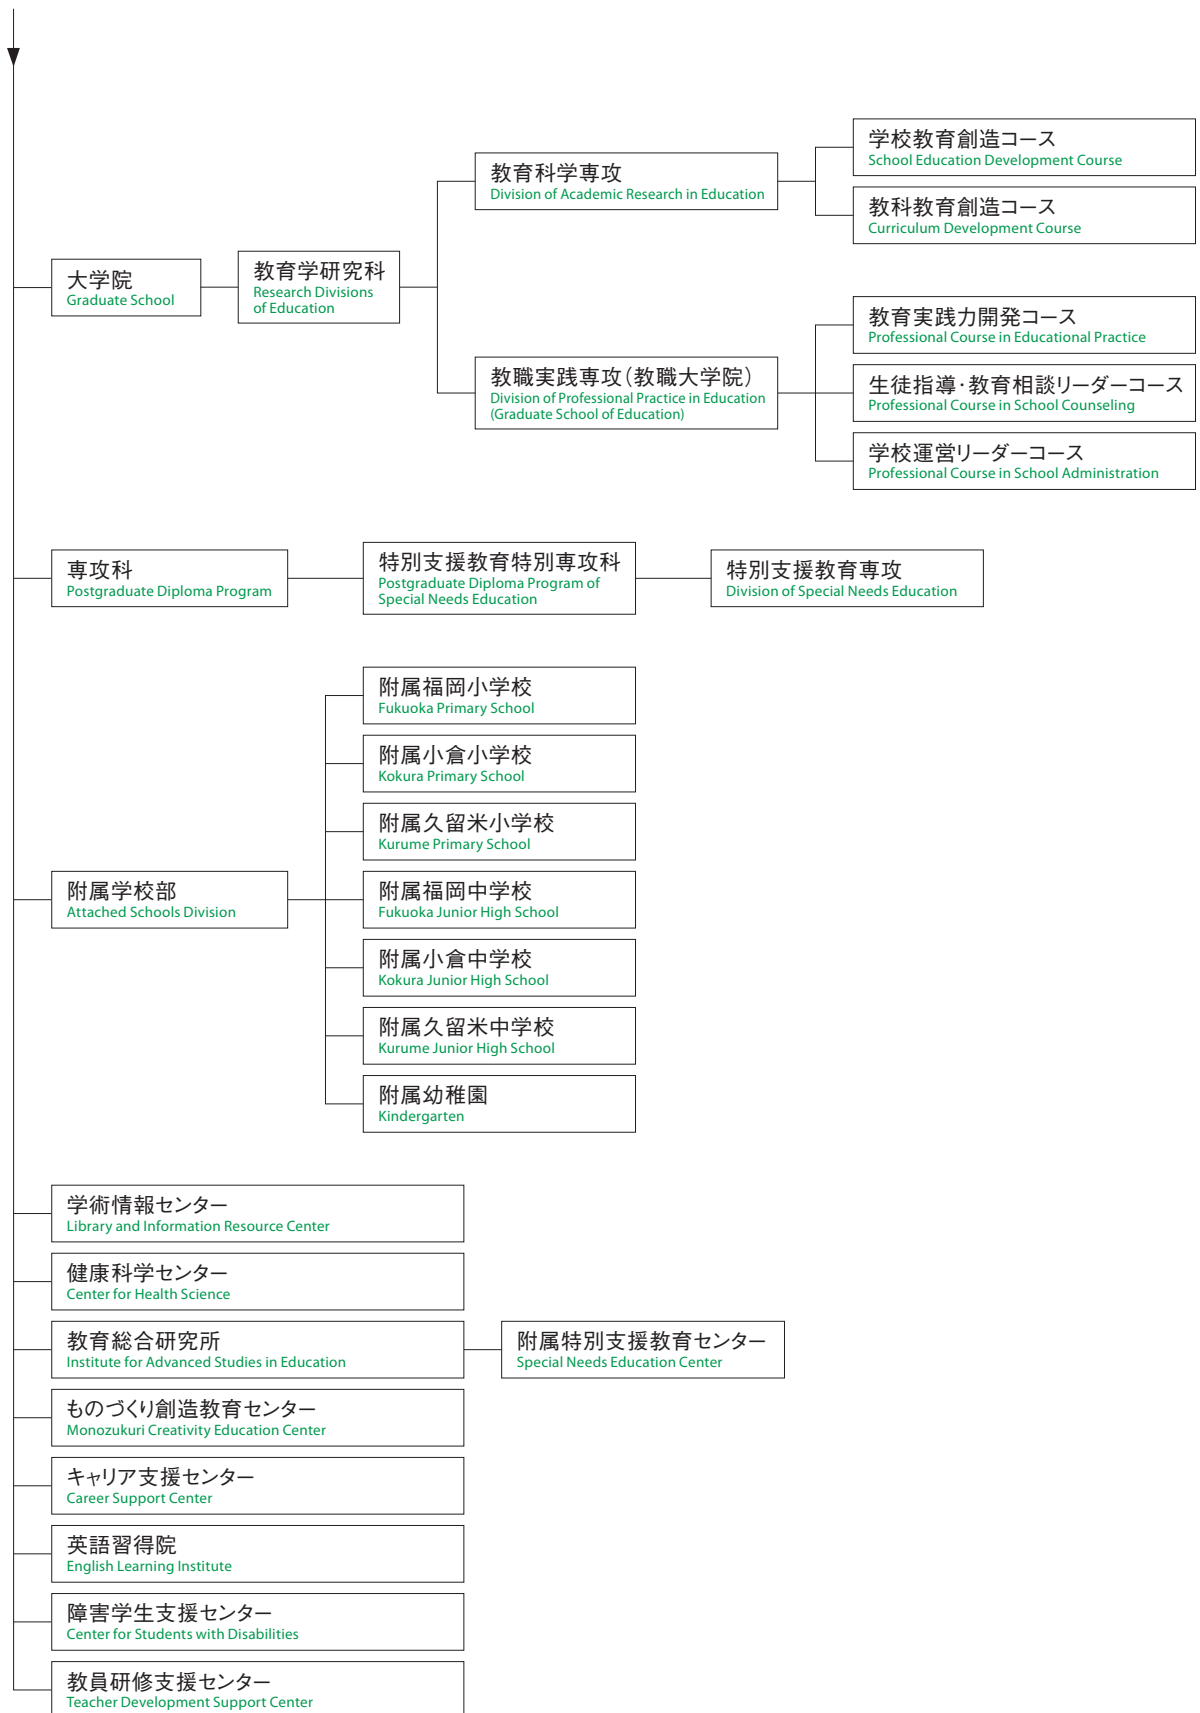 学校教育創造コース
School Education Development Course
教育科学専攻
Division of Academic Research in Education
教科教育創造コース
Curriculum Development Course
大学院
Graduate School
教育学研究科
Research Divisions
of Education
教育実践力開発コース
Professional Course in Educational Practice
教職実践専攻（教職大学院）
Division of Professional Practice in Education
(Graduate School of Education)
生徒指導・教育相談リーダーコース
Professional Course in School Counseling
学校運営リーダーコース
Professional Course in School Administration
専攻科
Postgraduate Diploma Program
特別支援教育特別専攻科
Postgraduate Diploma Program of
Special Needs Education
特別支援教育専攻
Division of Special Needs Education
附属学校部
Attached Schools Division
附属福岡小学校
Fukuoka Primary School
附属小倉小学校
Kokura Primary School
附属久留米小学校
Kurume Primary School
附属福岡中学校
Fukuoka Junior High School
附属小倉中学校
Kokura Junior High School
附属久留米中学校
Kurume Junior High School
附属幼稚園
Kindergarten
学術情報センター
Library and Information Resource Center
健康科学センター
Center for Health Science
教育総合研究所
Institute for Advanced Studies in Education
附属特別支援教育センター
Special Needs Education Center
ものづくり創造教育センター
Monozukuri Creativity Education Center
キャリア支援センター
Career Support Center
英語習得院
English Learning Institute
障害学生支援センター
Center for Students with Disabilities
教員研修支援センター
Teacher Development Support Center